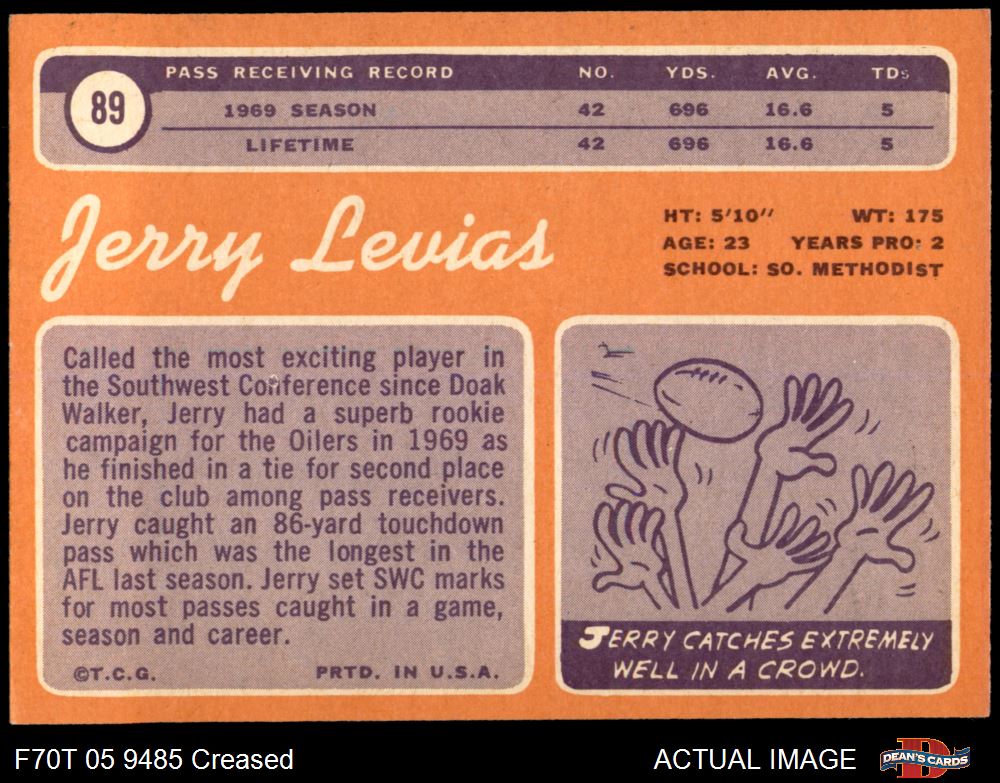 89
PASS RECEIVING RECORD NO. YDS. AVG. TDs
1969 SEASON 42 696 16.6 5
LIFETIME 42 696 16.6 5
Jerry Levias
HT: 5'10" WT: 175
AGE: 23 YEARS PRO: 2
SCHOOL: SO. METHODIST
Called the most exciting player in
the Southwest Conference since Doak
Walker, Jerry had a superb rookie
campaign for the Oilers in 1969 as
he finished in a tie for second place
on the club among pass receivers.
Jerry caught an 86-yard touchdown
pass which was the longest in the
AFL last season. Jerry set SWC marks
for most passes caught in a game,
season and career.
©T.C.G. PRTD. IN U.S.A.
JERRY CATCHES EXTREMELY
WELL IN A CROWD.
F70T 05 9485 Creased
ACTUAL IMAGE
D
DEAN'S CARDS